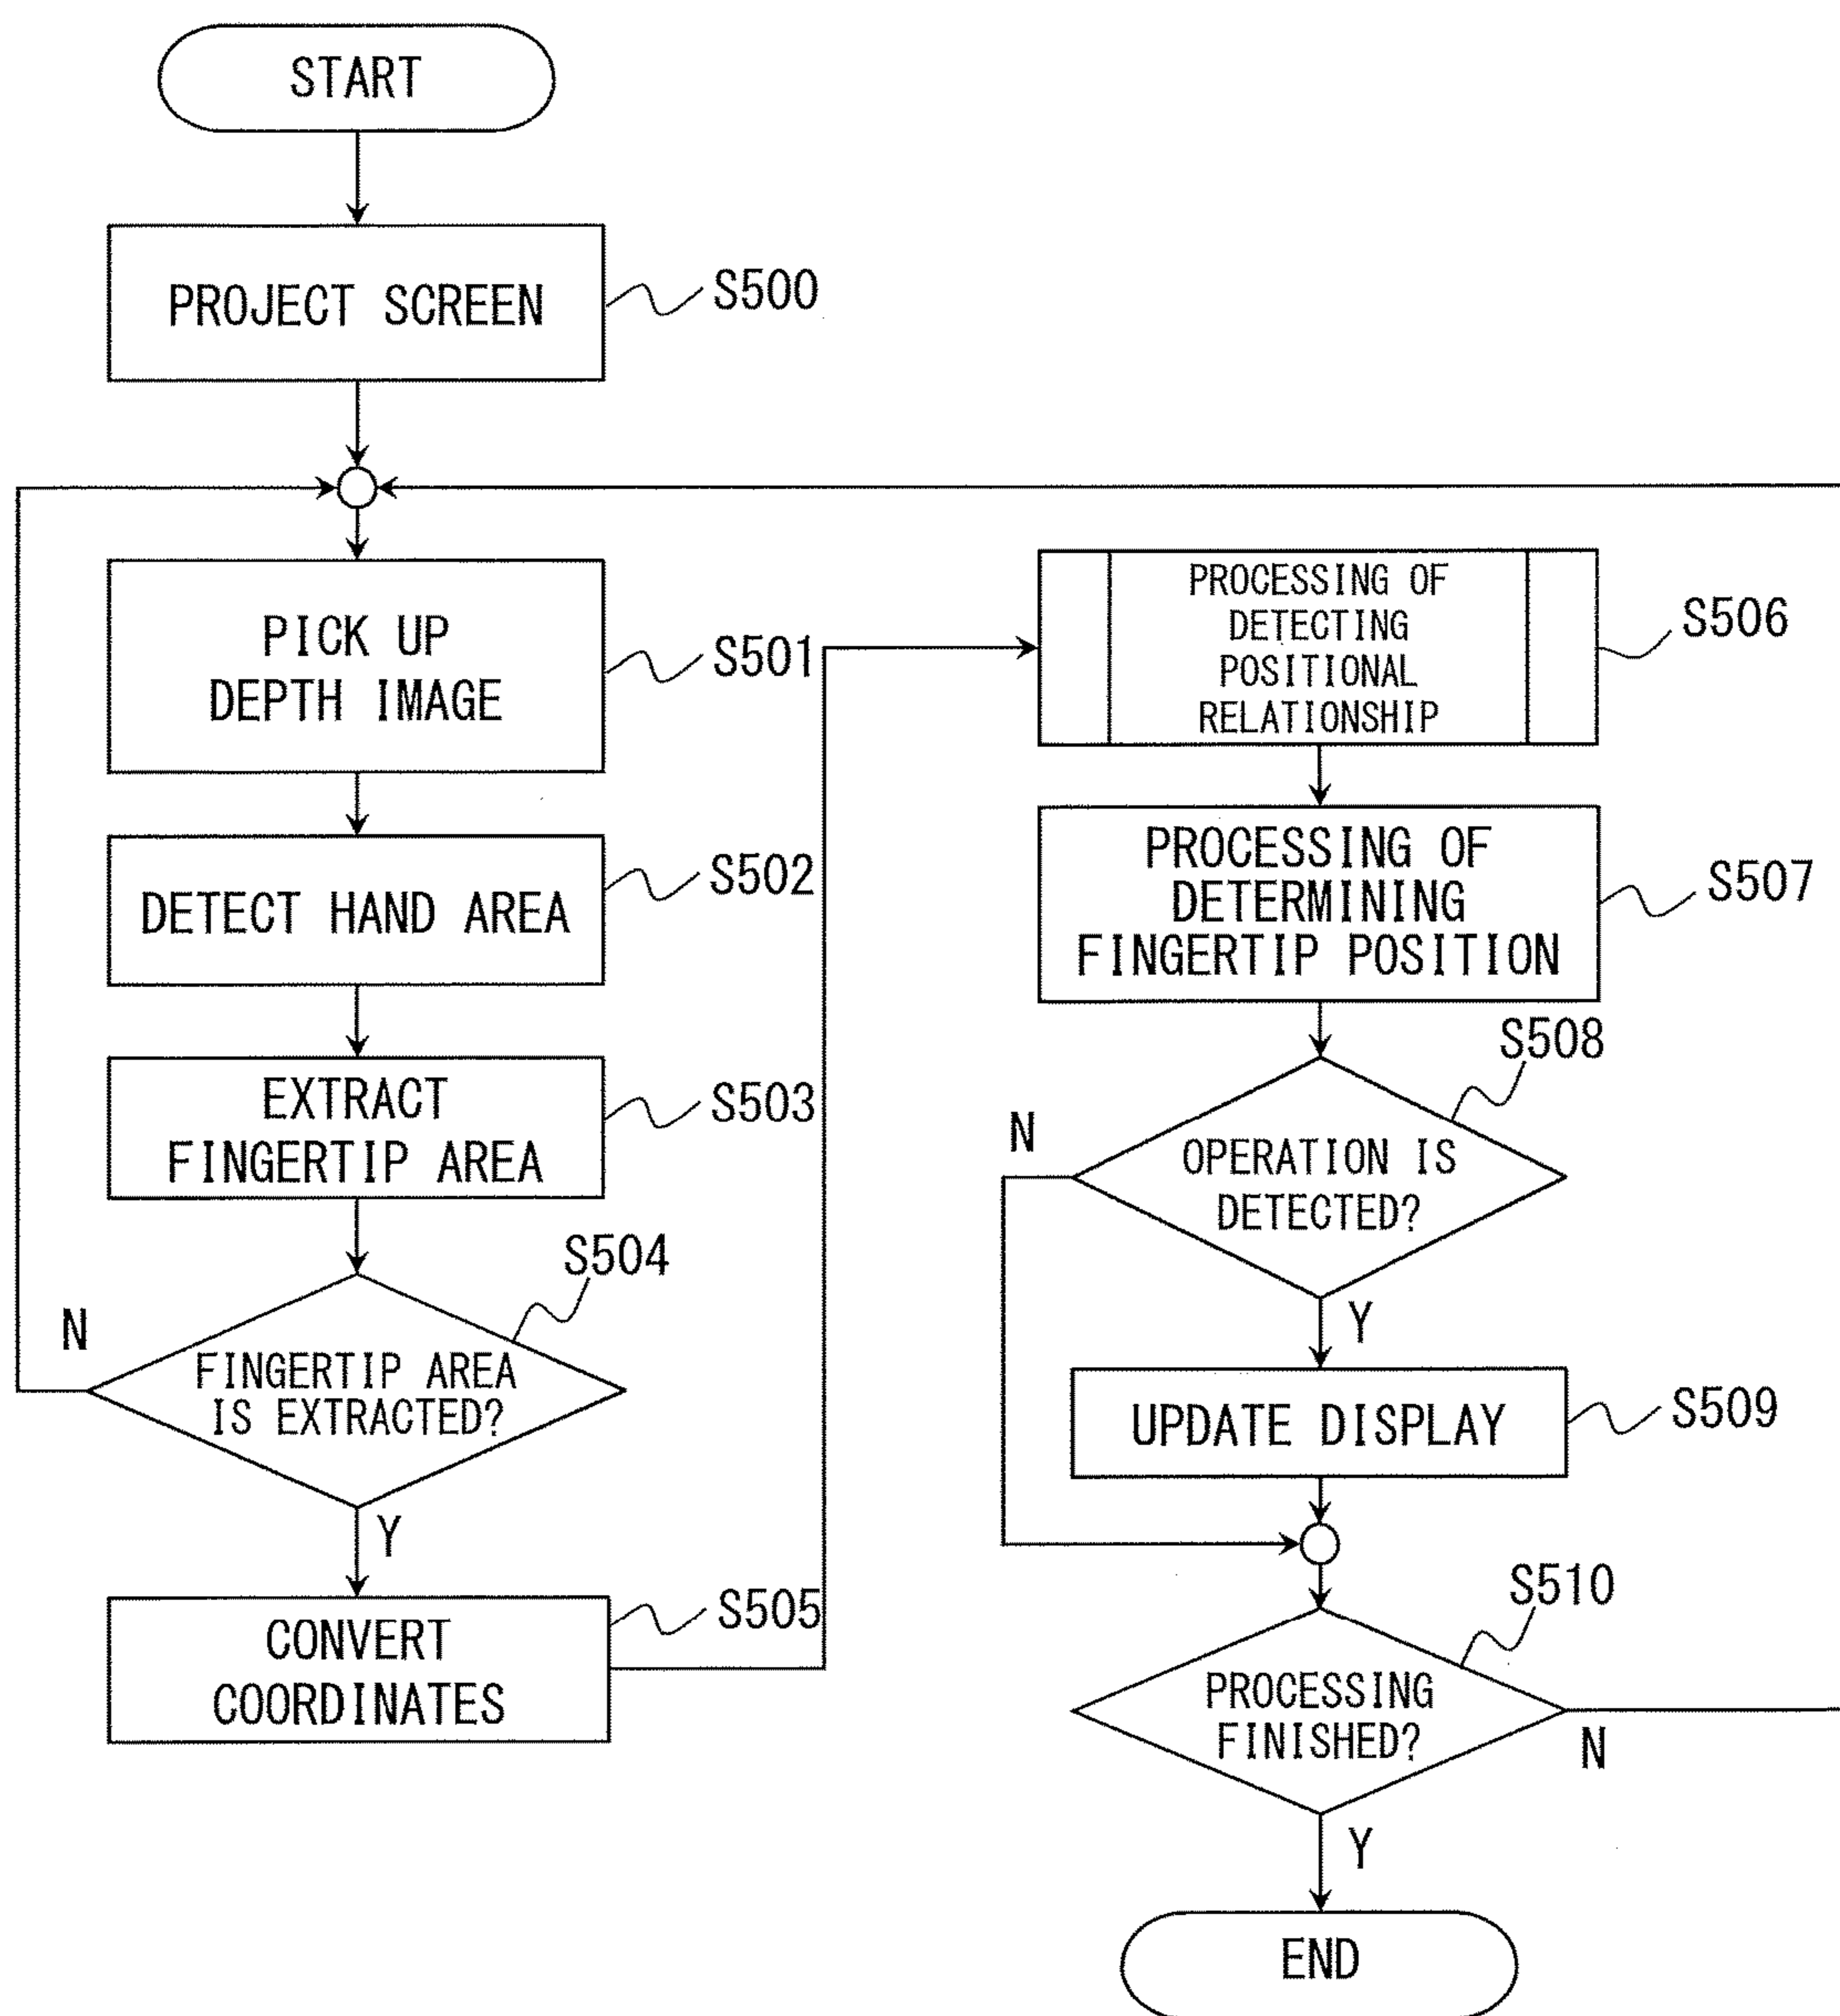 START
PROJECT SCREEN
S500
PICK UP
DEPTH IMAGE
S501
DETECT HAND AREA
S502
EXTRACT
FINGERTIP AREA
S503
S504
N
FINGERTIP AREA
IS EXTRACTED?
Y
CONVERT
COORDINATES
S505
PROCESSING OF
DETECTING
POSITIONAL
RELATIONSHIP
S506
PROCESSING OF
DETERMINING
FINGERTIP POSITION
S507
S508
N
OPERATION IS
DETECTED?
Y
UPDATE DISPLAY
S509
S510
PROCESSING
FINISHED?
N
Y
END